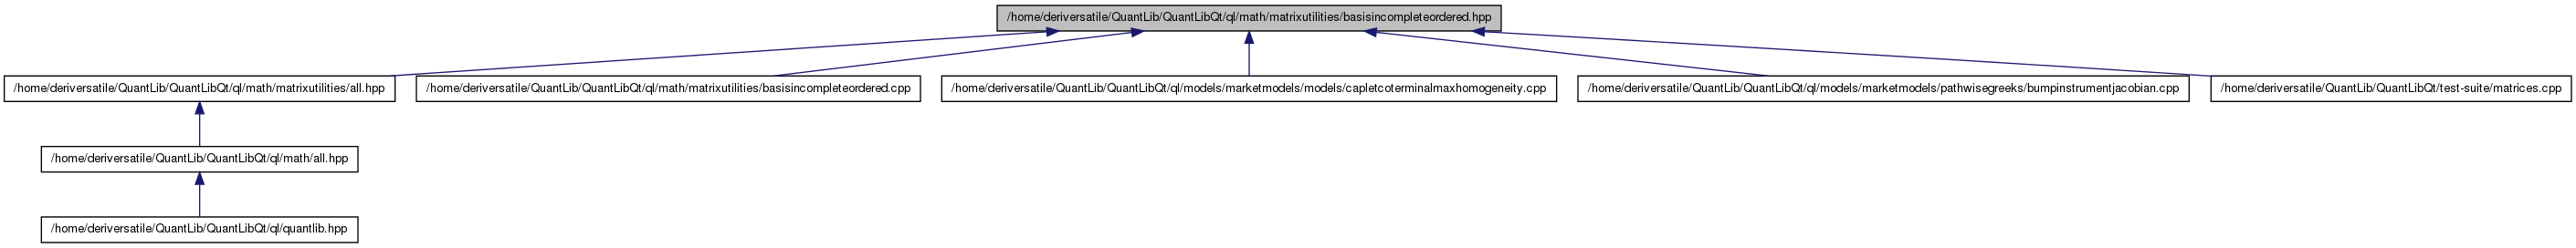 /home/deriversatile/QuantLib/QuantLibQt/ql/math/matrixutilities/basisincompleteordered.hpp
/home/deriversatile/QuantLib/QuantLibQt/ql/math/matrixutilities/all.hpp
/home/deriversatile/QuantLib/QuantLibQt/ql/math/matrixutilities/basisincompleteordered.cpp
/home/deriversatile/QuantLib/QuantLibQt/ql/models/marketmodels/models/capletcoterminalmaxhomogeneity.cpp
/home/deriversatile/QuantLib/QuantLibQt/ql/models/marketmodels/pathwisegreeks/bumpinstrumentjacobian.cpp
/home/deriversatile/QuantLib/QuantLibQt/test-suite/matrices.cpp
/home/deriversatile/QuantLib/QuantLibQt/ql/math/all.hpp
/home/deriversatile/QuantLib/QuantLibQt/ql/quantlib.hpp